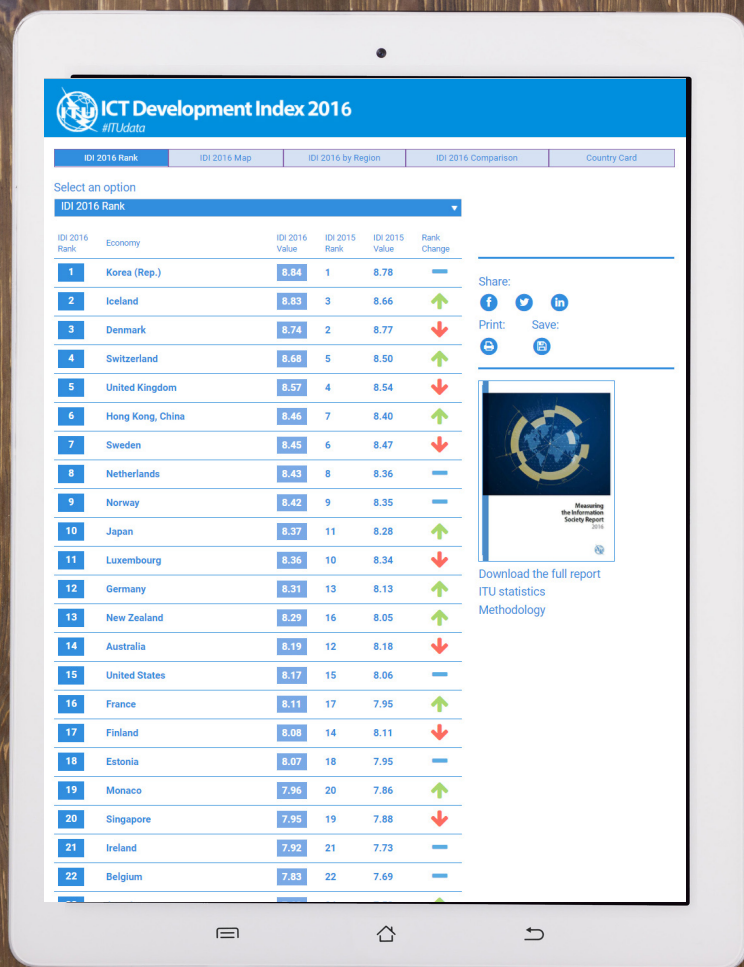 ITU
ICT Development Index 2016
#ITUdata
IDI 2016 Rank IDI 2016 Map IDI 2016 by Region IDI 2016 Comparison Country Card
Select an option
IDI 2016 Rank
IDI 2016 Rank Economy IDI 2016 Value IDI 2015 Rank IDI 2015 Value Rank Change
1 Korea (Rep.) 8.84 1 8.78
2 Iceland 8.83 3 8.66
3 Denmark 8.74 2 8.77
4 Switzerland 8.68 5 8.50
5 United Kingdom 8.57 4 8.54
6 Hong Kong, China 8.46 7 8.40
7 Sweden 8.45 6 8.47
8 Netherlands 8.43 8 8.36
9 Norway 8.42 9 8.35
10 Japan 8.37 11 8.28
11 Luxembourg 8.36 10 8.34
12 Germany 8.31 13 8.13
13 New Zealand 8.29 16 8.05
14 Australia 8.19 12 8.18
15 United States 8.17 15 8.06
16 France 8.11 17 7.95
17 Finland 8.08 14 8.11
18 Estonia 8.07 18 7.95
19 Monaco 7.96 20 7.86
20 Singapore 7.95 19 7.88
21 Ireland 7.92 21 7.73
22 Belgium 7.83 22 7.69
Share:
Print: Save:
Measuring
the Information
Society Report
2016
Download the full report
ITU statistics
Methodology